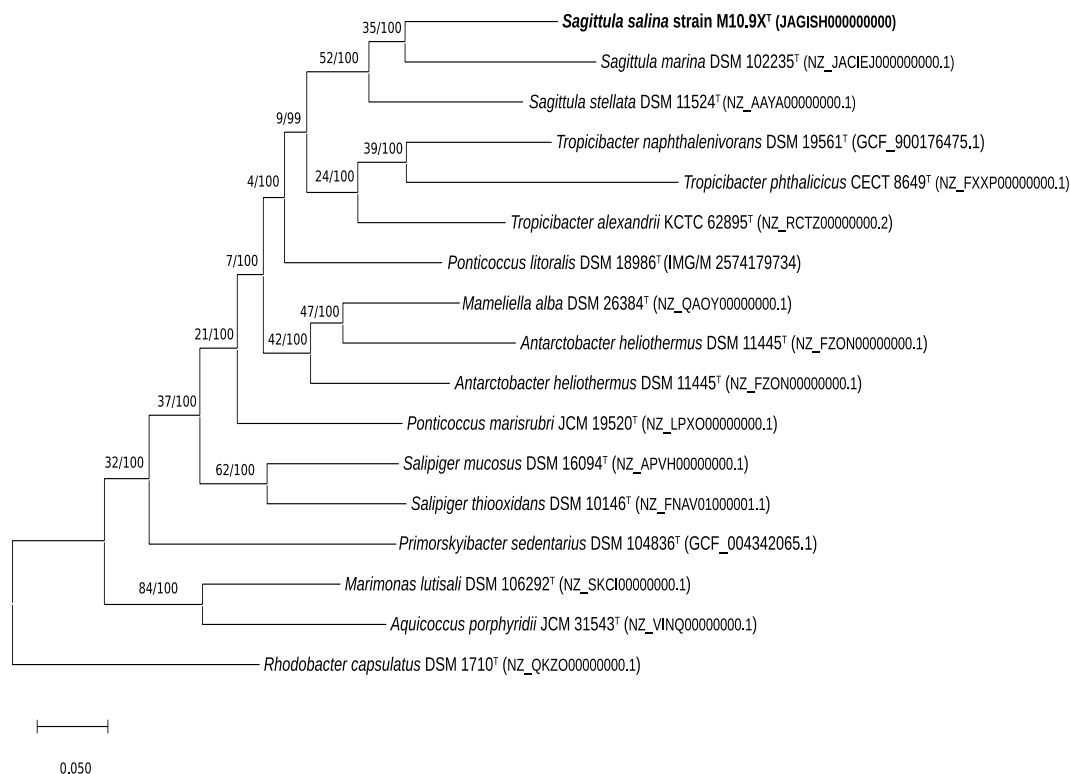 35/100 Sagittula salina strain M10.9Xᵀ (JAGISH000000000)
52/100 Sagittula marina DSM 102235ᵀ (NZ_JACIEJ000000000.1)
Sagittula stellata DSM 11524ᵀ (NZ_AAYA00000000.1)
9/99
39/100 Tropicibacter naphthalenivorans DSM 19561ᵀ (GCF_900176475.1)
4/100 24/100 Tropicibacter phthalicicus CECT 8649ᵀ (NZ_FXXP00000000.1)
Tropicibacter alexandrii KCTC 62895ᵀ (NZ_RCTZ00000000.2)
7/100 Ponticoccus litoralis DSM 18986ᵀ (IMG/M 2574179734)
47/100 Mameliella alba DSM 26384ᵀ (NZ_QAOY00000000.1)
21/100 42/100 Antarctobacter heliothermus DSM 11445ᵀ (NZ_FZON00000000.1)
Antarctobacter heliothermus DSM 11445ᵀ (NZ_FZON00000000.1)
37/100 Ponticoccus marisrubri JCM 19520ᵀ (NZ_LPXO00000000.1)
32/100 62/100 Salipiger mucosus DSM 16094ᵀ (NZ_APVH00000000.1)
Salipiger thiooxidans DSM 10146ᵀ (NZ_FNAV01000001.1)
Primorskyibacter sedentarius DSM 104836ᵀ (GCF_004342065.1)
84/100 Marimonas lutisali DSM 106292ᵀ (NZ_SKCI00000000.1)
Aquicoccus porphyridii JCM 31543ᵀ (NZ_VINQ00000000.1)
Rhodobacter capsulatus DSM 1710ᵀ (NZ_QKZO00000000.1)
0.050